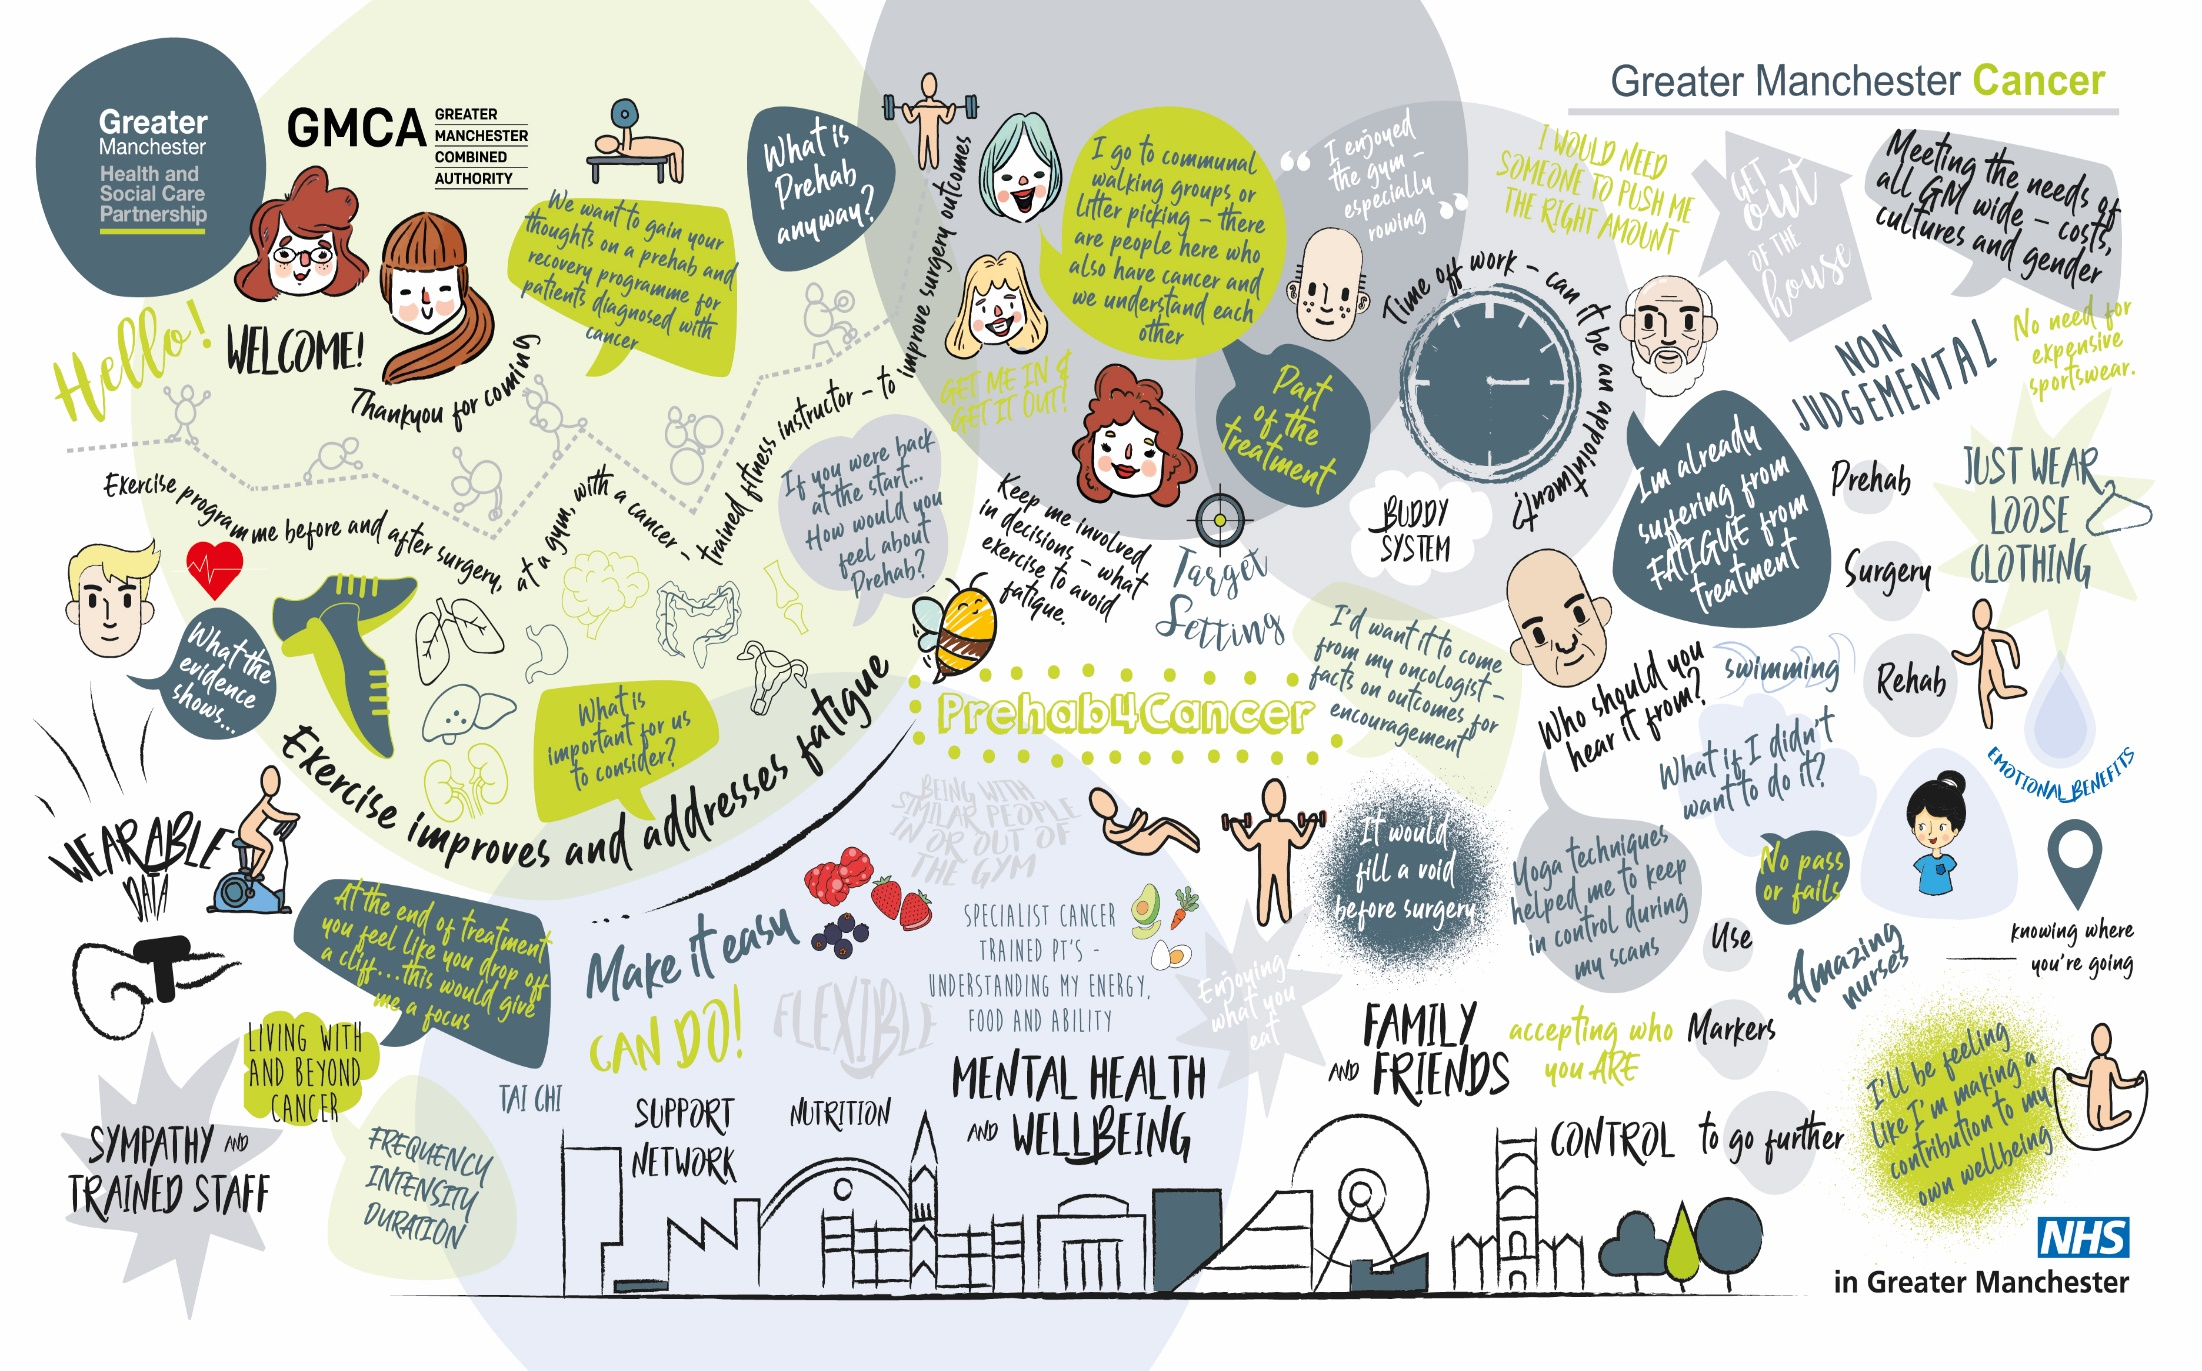 Greater
Manchester
Health and
Social Care
Partnership
GMCA
GREATER
MANCHESTER
COMBINED
AUTHORITY
Hello!
WELCOME!
Thankyou for coming
We want to gain your
thoughts on a prehab and
recovery programme for
patients diagnosed with
cancer
What is
Prehab
anyway?
Exercise programme before and after surgery, at a gym, with a cancer - trained fitness instructor - to improve surgery outcomes
I go to communal
walking groups, or
litter picking - there
are people here who
also have cancer and
we understand each
other
GET ME IN &
GET IT OUT!
“ I enjoyed
the gym -
especially
rowing ”
Part
of the
treatment
I WOULD NEED
SOMEONE TO PUSH ME
THE RIGHT AMOUNT
Greater Manchester Cancer
GET
out
OF THE
house
Meeting the needs of
all GM wide - costs,
cultures and gender
Time off work - can it be an appointment?
NON
JUDGEMENTAL
No need for
expensive
sportswear.
JUST WEAR
LOOSE
CLOTHING
If you were back
at the start...
How would you
feel about
Prehab?
Keep me involved
in decisions - what
exercise to avoid
fatigue.
Target
Setting
BUDDY
SYSTEM
Im already
suffering from
FATIGUE from
treatment
Prehab
Surgery
Rehab
What the
evidence
shows...
What is
important for us
to consider?
Exercise improves and addresses fatigue
Prehab4Cancer
I'd want it to come
from my oncologist -
facts on outcomes for
encouragement
Who should you
hear it from?
swimming
What if I didn't
want to do it?
EMOTIONAL BENEFITS
WEARABLE
DATA
At the end of treatment
you feel like you drop off
a cliff...this would give
me a focus
Make it easy
CAN DO!
BEING WITH
SIMILAR PEOPLE
IN OR OUT OF
THE GYM
SPECIALIST CANCER
TRAINED PT'S -
UNDERSTANDING MY ENERGY,
FOOD AND ABILITY
FLEXIBLE
Enjoying
what you
eat
It would
fill a void
before surgery
Yoga techniques
helped me to keep
in control during
my scans
No pass
or fails
Use
Amazing
nurses
knowing where
you're going
LIVING WITH
AND BEYOND
CANCER
SYMPATHY AND
TRAINED STAFF
FREQUENCY
INTENSITY
DURATION
TAI CHI
SUPPORT
NETWORK
NUTRITION
MENTAL HEALTH
AND WELLBEING
FAMILY
AND FRIENDS
accepting who
you ARE
Markers
CONTROL
to go further
I'll be feeling
like I'm making a
contribution to my
own wellbeing
NHS
in Greater Manchester